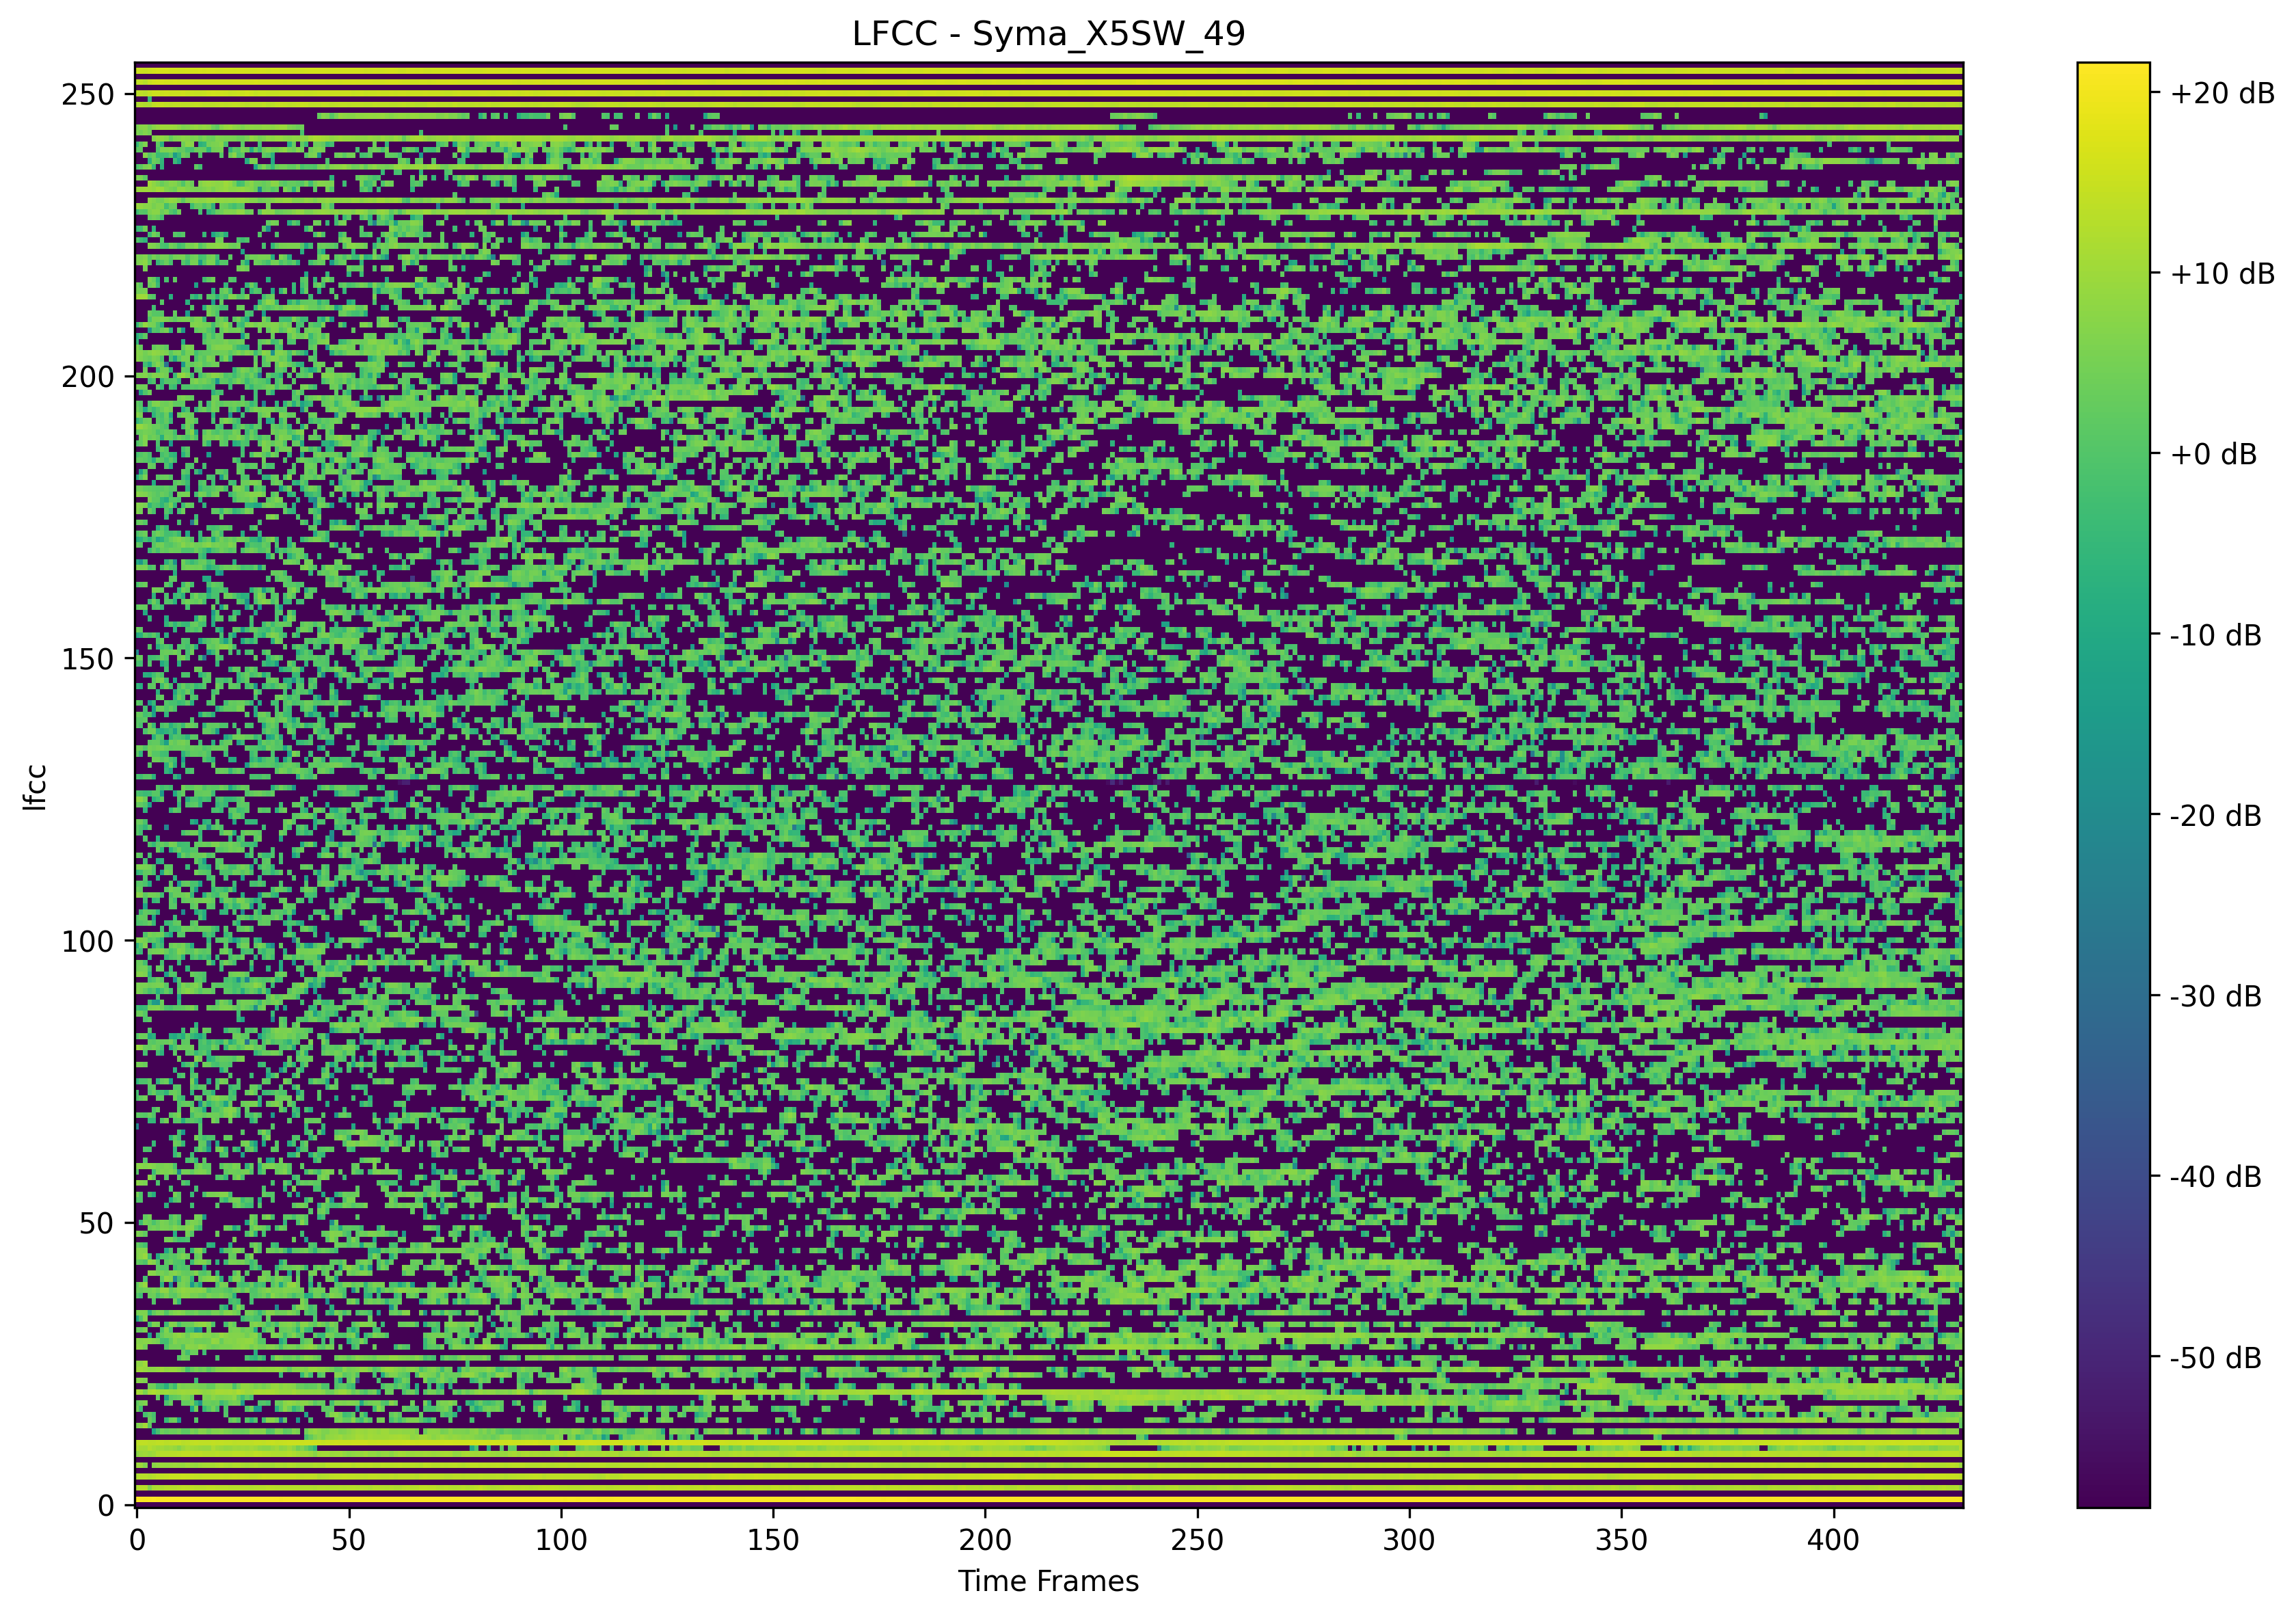 LFCC - Syma_X5SW_49
250
200
150
100
50
0
lfcc
0 50 100 150 200 250 300 350 400
Time Frames
+20 dB
+10 dB
+0 dB
-10 dB
-20 dB
-30 dB
-40 dB
-50 dB